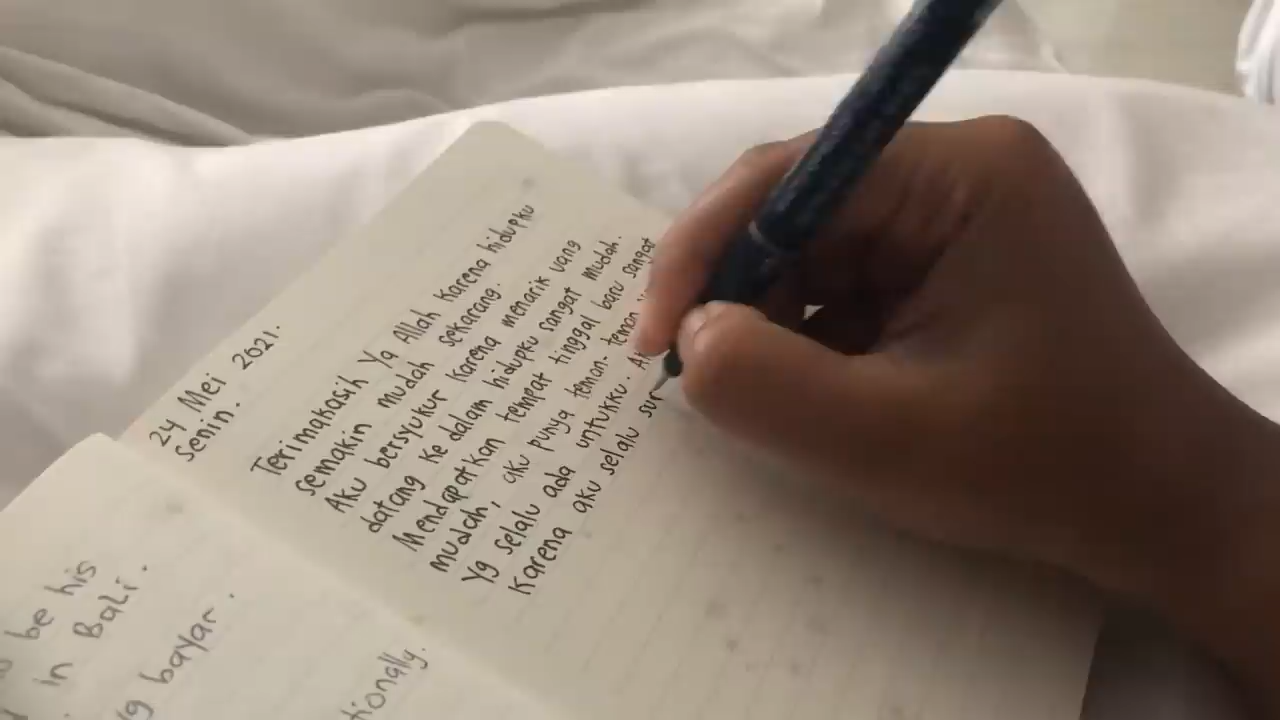 24 Mei 2021.
Senin.
Terimakasih Ya Allah karena hidupku
semakin mudah sekarang.
Aku bersyukur karena menarik uang
datang ke dalam hidupku sangat mudah.
Mendapatkan tempat tinggal baru sangat
mudah, aku punya teman-teman
Yg selalu ada untukku.
Karena aku selalu sur
be his
in Bali.
yg bayar.
tionally.